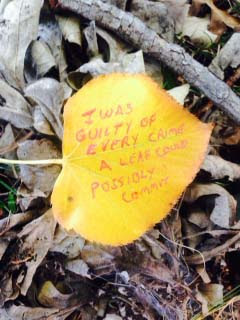 I WAS
GUILTY OF
EVERY CRIME
A LEAF COULD
POSSIBLY
COMMIT